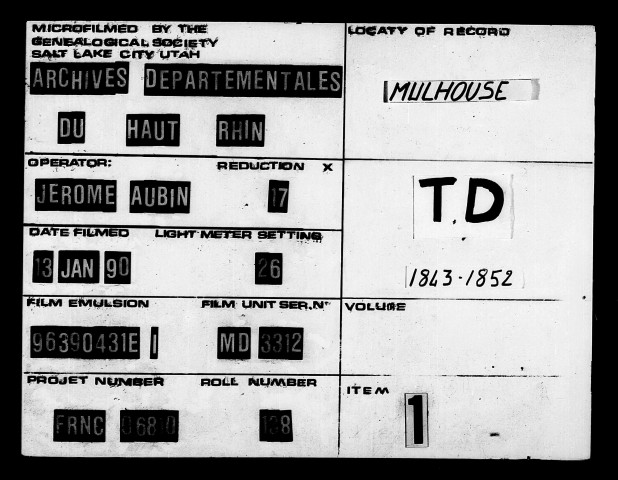 MICROFILMED BY THE
GENEALOGICAL SOCIETY
SALT LAKE CITY UTAH
ARCHIVES DEPARTEMENTALES
DU HAUT RHIN
OPERATOR:
REDUCTION X
JEROME AUBIN
17
DATE FILMED
LIGHT METER SETTING
13 JAN 90
26
FILM EMULSION
FILM UNIT SER.N°
96390431E 1
MD 3312
PROJET NUMBER
ROLL NUMBER
FRNC
LOCATY OF RECORD
MULHOUSE
T.D
1843-1852
VOLUME
ITEM
1